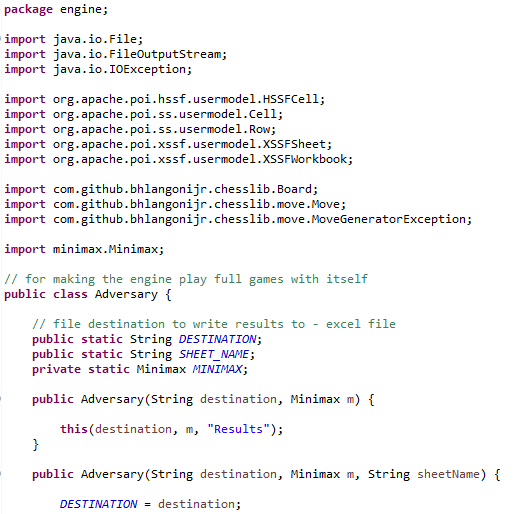 package engine;
import java.io.File;
import java.io.FileOutputStream;
import java.io.IOException;
import org.apache.poi.hssf.usermodel.HSSFCell;
import org.apache.poi.ss.usermodel.Cell;
import org.apache.poi.ss.usermodel.Row;
import org.apache.poi.xssf.usermodel.XSSFSheet;
import org.apache.poi.xssf.usermodel.XSSFWorkbook;
import com.github.bhlangonijr.chesslib.Board;
import com.github.bhlangonijr.chesslib.move.Move;
import com.github.bhlangonijr.chesslib.move.MoveGeneratorException;
import minimax.Minimax;
// for making the engine play full games with itself
public class Adversary {
// file destination to write results to - excel file
public static String DESTINATION;
public static String SHEET_NAME;
private static Minimax MINIMAX;
public Adversary(String destination, Minimax m) {
this(destination, m, "Results");
}
public Adversary(String destination, Minimax m, String sheetName) {
DESTINATION = destination;